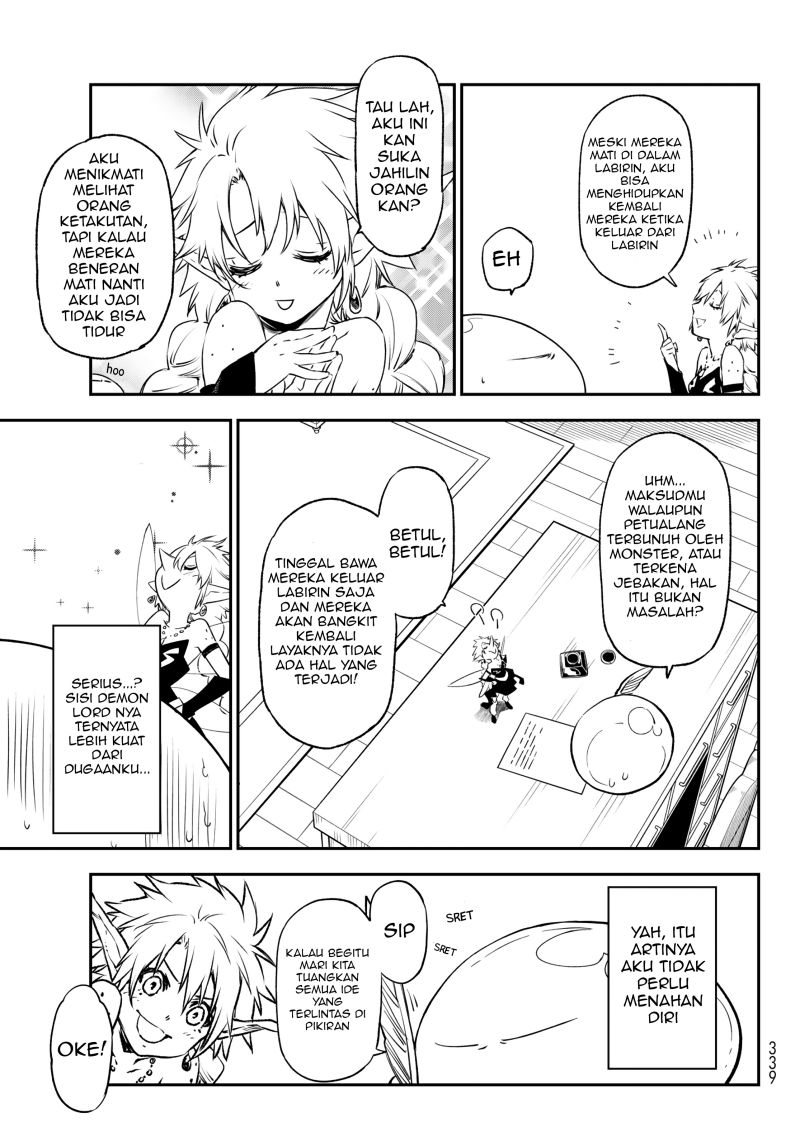 MESKI MEREKA
MATI DI DALAM
LABIRIN, AKU
BISA
MENGHIDUPKAN
KEMBALI
MEREKA KETIKA
KELUAR DARI
LABIRIN
EH
TAU LAH,
AKU INI
KAN
SUKA
JAHILIN
ORANG
KAN?
AKU
MENIKMATI
MELIHAT
ORANG
KETAKUTAN,
TAPI KALAU
MEREKA
BENERAN
MATI NANTI
AKU JADI
TIDAK BISA
TIDUR
hoo
UHM...
MAKSUDMU
WALAUPUN
PETUALANG
TERBUNUH OLEH
MONSTER, ATAU
TERKENA
JEBAKAN, HAL
ITU BUKAN
MASALAH?
BETUL,
BETUL!
TINGGAL BAWA
MEREKA KELUAR
LABIRIN SAJA
DAN MEREKA
AKAN BANGKIT
KEMBALI
LAYAKNYA TIDAK
ADA HAL YANG
TERJADI!
SERIUS...?
SISI DEMON
LORD NYA
TERNYATA
LEBIH KUAT
DARI
DUGAANKU...
YAH, ITU
ARTINYA
AKU TIDAK
PERLU
MENAHAN
DIRI
SRET
SRET
SIP
KALAU BEGITU
MARI KITA
TUANGKAN
SEMUA IDE
YANG
TERLINTAS DI
PIKIRAN
OKE!
339